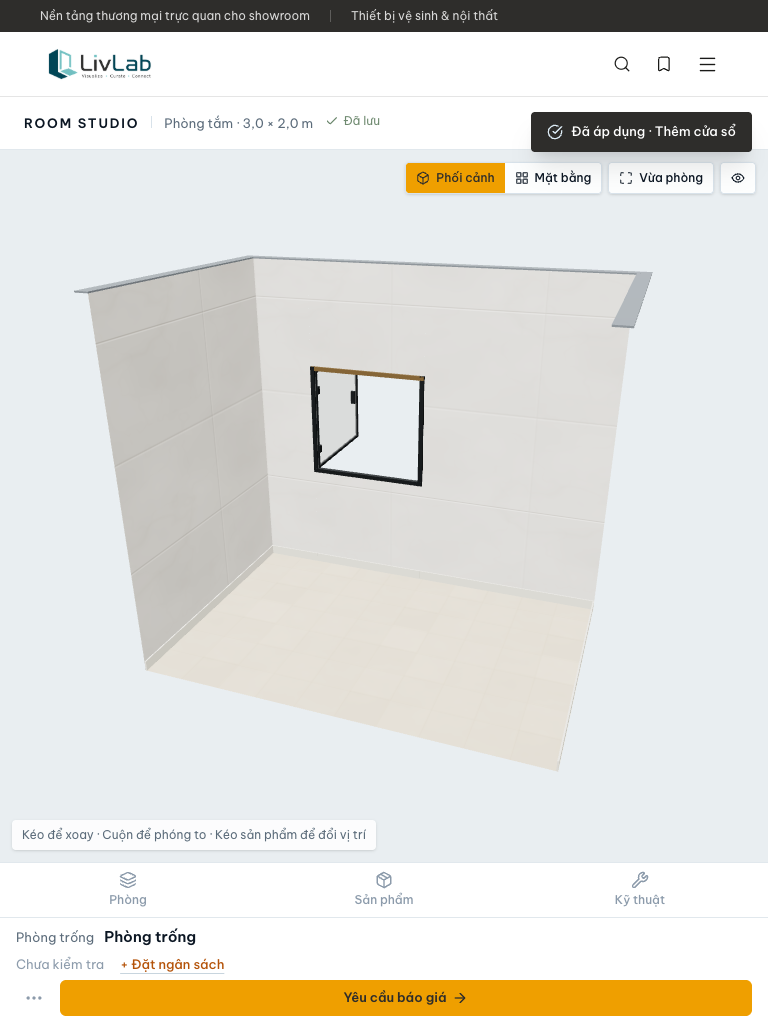 Nền tảng thương mại trực quan cho showroom
Thiết bị vệ sinh & nội thất
LivLab
Visualize · Curate · Connect
ROOM STUDIO
Phòng tắm · 3,0 × 2,0 m
Đã lưu
Đã áp dụng · Thêm cửa sổ
Phối cảnh
Mặt bằng
Vừa phòng
Kéo để xoay · Cuộn để phóng to · Kéo sản phẩm để đổi vị trí
Phòng
Sản phẩm
Kỹ thuật
Phòng trống Phòng trống
Chưa kiểm tra + Đặt ngân sách
Yêu cầu báo giá →